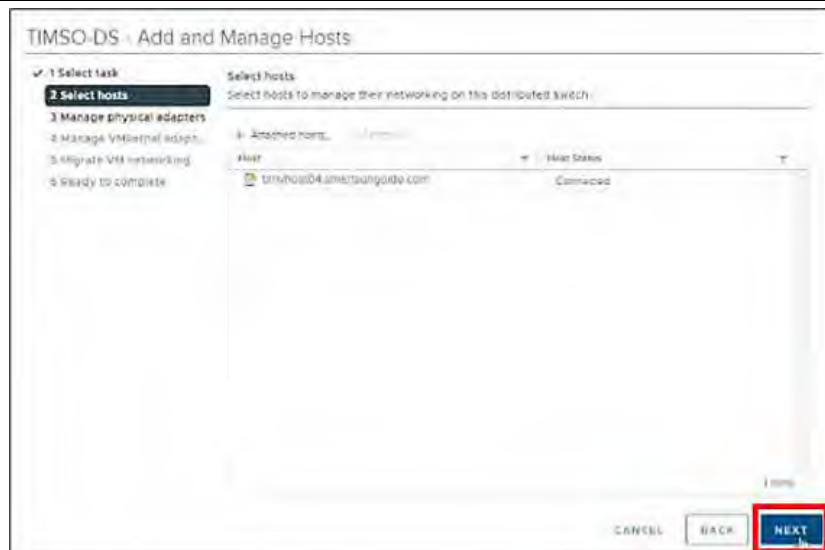 TIMSO-DS - Add and Manage Hosts
1 Select task
2 Select hosts
3 Manage physical adapters
4 Manage VMkernel adapt...
5 Migrate VM networking
6 Ready to complete
Select hosts
Select hosts to manage their networking on this distributed switch.
+ Attached hosts...
Host
Host Status
Connected
1 items
CANCEL
BACK
NEXT